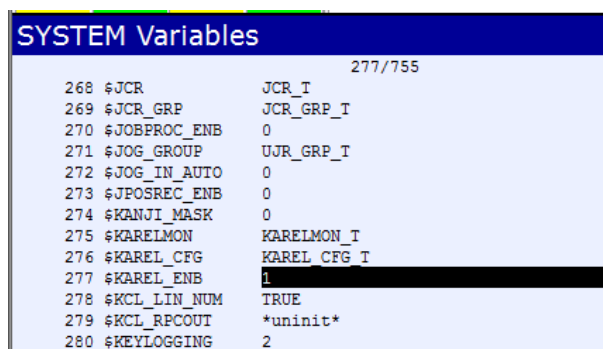 SYSTEM Variables
277/755
268 $JCR JCR_T
269 $JCR_GRP JCR_GRP_T
270 $JOBPROC_ENB 0
271 $JOG_GROUP UJR_GRP_T
272 $JOG_IN_AUTO 0
273 $JPOSREC_ENB 0
274 $KANJI_MASK 0
275 $KARELMON KARELMON_T
276 $KAREL_CFG KAREL_CFG_T
277 $KAREL_ENB 1
278 $KCL_LIN_NUM TRUE
279 $KCL_RPCOUT *uninit*
280 $KEYLOGGING 2